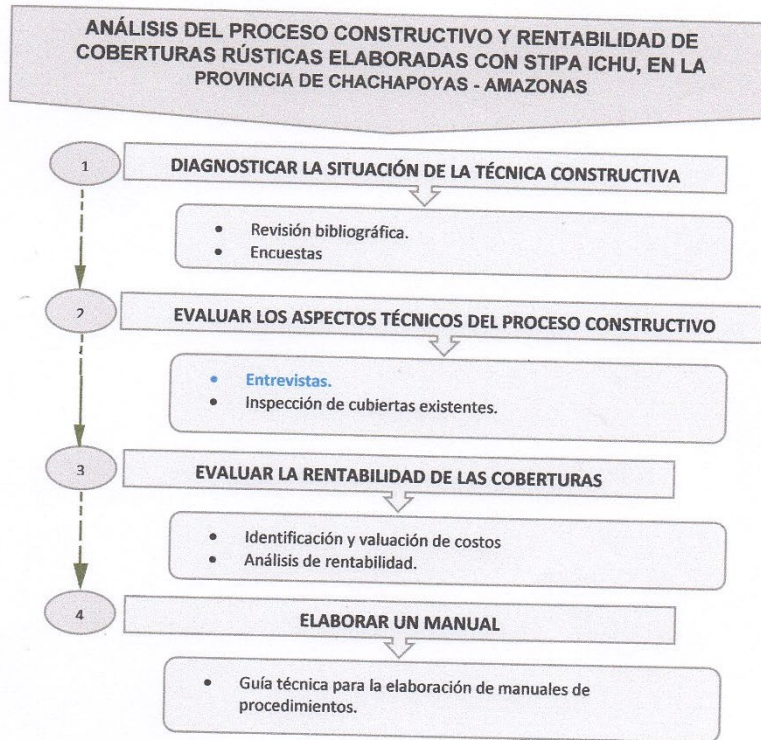 ANÁLISIS DEL PROCESO CONSTRUCTIVO Y RENTABILIDAD DE
COBERTURAS RÚSTICAS ELABORADAS CON STIPA ICHU, EN LA
PROVINCIA DE CHACHAPOYAS - AMAZONAS
1
DIAGNOSTICAR LA SITUACIÓN DE LA TÉCNICA CONSTRUCTIVA
• Revisión bibliográfica.
• Encuestas
2
EVALUAR LOS ASPECTOS TÉCNICOS DEL PROCESO CONSTRUCTIVO
• Entrevistas.
• Inspección de cubiertas existentes.
3
EVALUAR LA RENTABILIDAD DE LAS COBERTURAS
• Identificación y valuación de costos
• Análisis de rentabilidad.
4
ELABORAR UN MANUAL
• Guía técnica para la elaboración de manuales de
procedimientos.